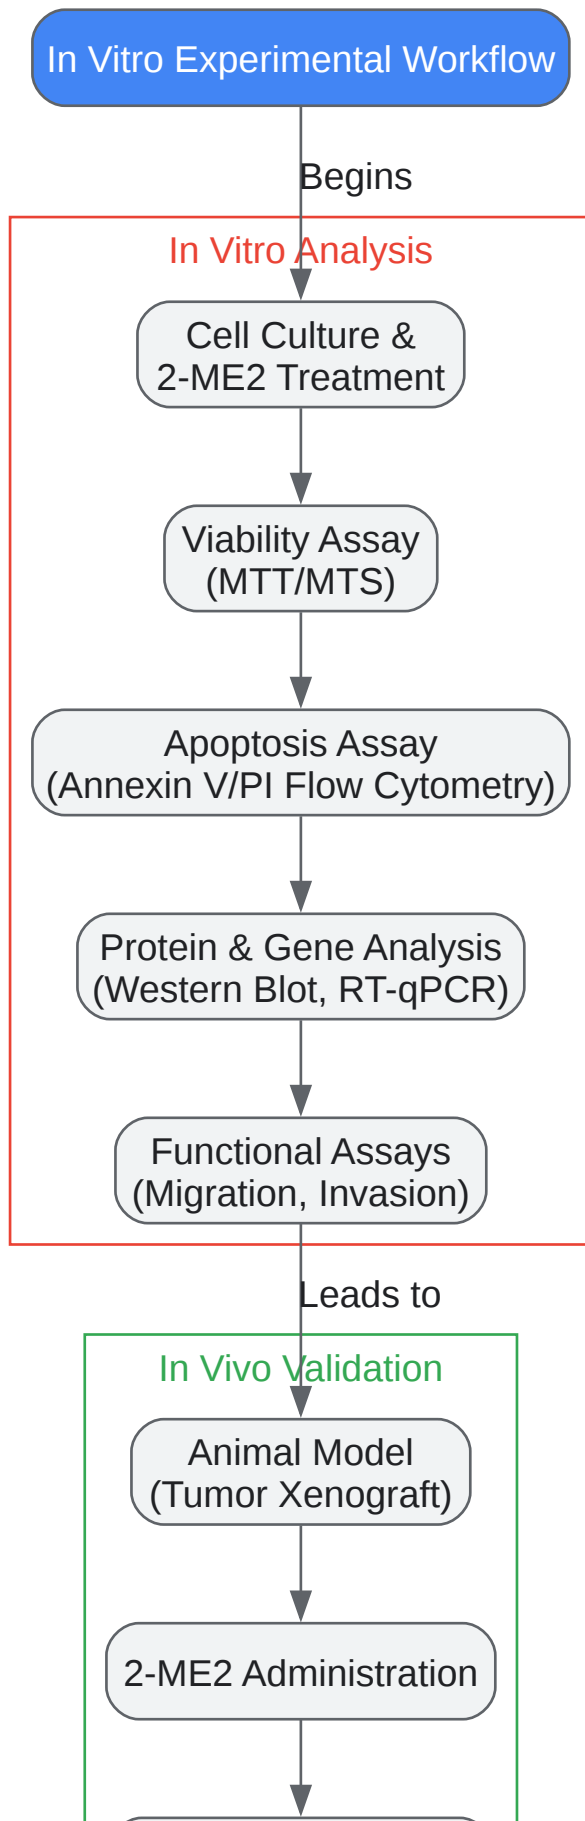 In Vitro Experimental Workflow
Begins
In Vitro Analysis
Cell Culture &
2-ME2 Treatment
Viability Assay
(MTT/MTS)
Apoptosis Assay
(Annexin V/PI Flow Cytometry)
Protein & Gene Analysis
(Western Blot, RT-qPCR)
Functional Assays
(Migration, Invasion)
Leads to
In Vivo Validation
Animal Model
(Tumor Xenograft)
2-ME2 Administration